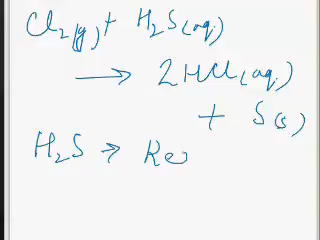 Cl₂(g) + H₂S(aq)
→ 2HCl(aq)
+ S(s)
H₂S → Re